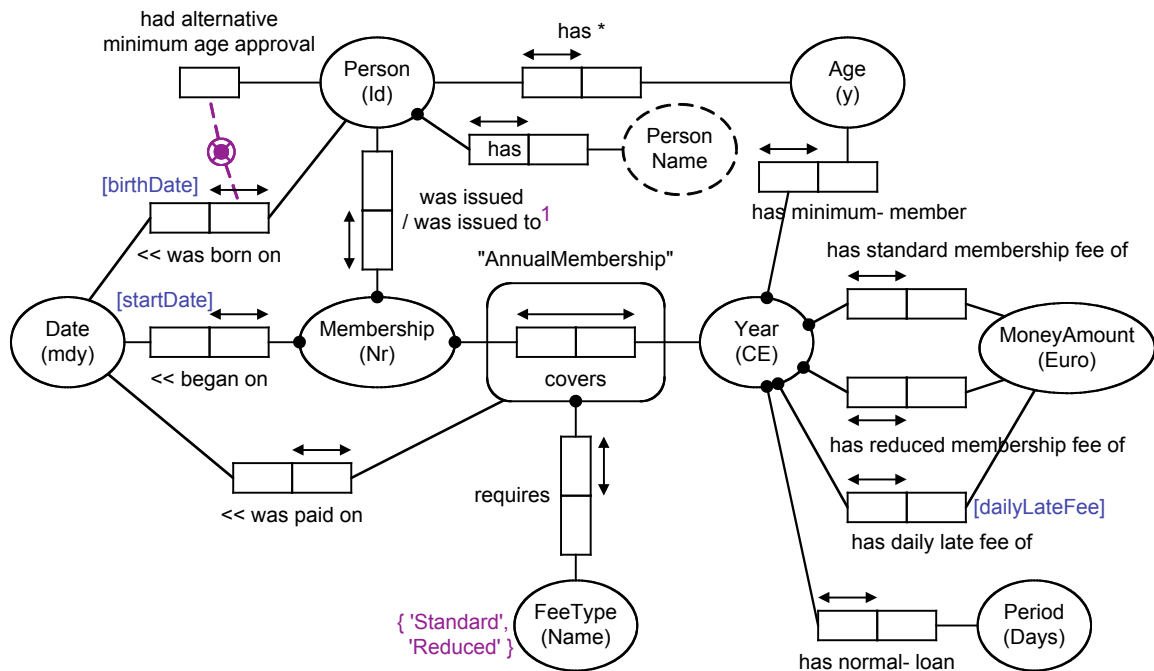 had alternative
minimum age approval
has *
Person
(Id)
Age
(y)
has
Person
Name
[birthDate]
was issued
/ was issued to1
has minimum- member
<< was born on
"AnnualMembership"
has standard membership fee of
[startDate]
Date
(mdy)
Membership
(Nr)
Year
(CE)
MoneyAmount
(Euro)
<< began on
covers
has reduced membership fee of
requires
<< was paid on
[dailyLateFee]
has daily late fee of
{ 'Standard',
'Reduced' }
FeeType
(Name)
Period
(Days)
has normal- loan